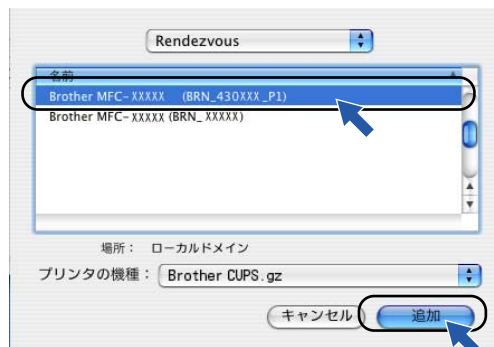 Rendezvous
名前
Brother MFC-XXXXX (BRN_430XXX_P1)
Brother MFC-XXXXX (BRN_XXXXX)
場所： ローカルドメイン
プリンタの機種： Brother CUPS.gz
キャンセル 追加